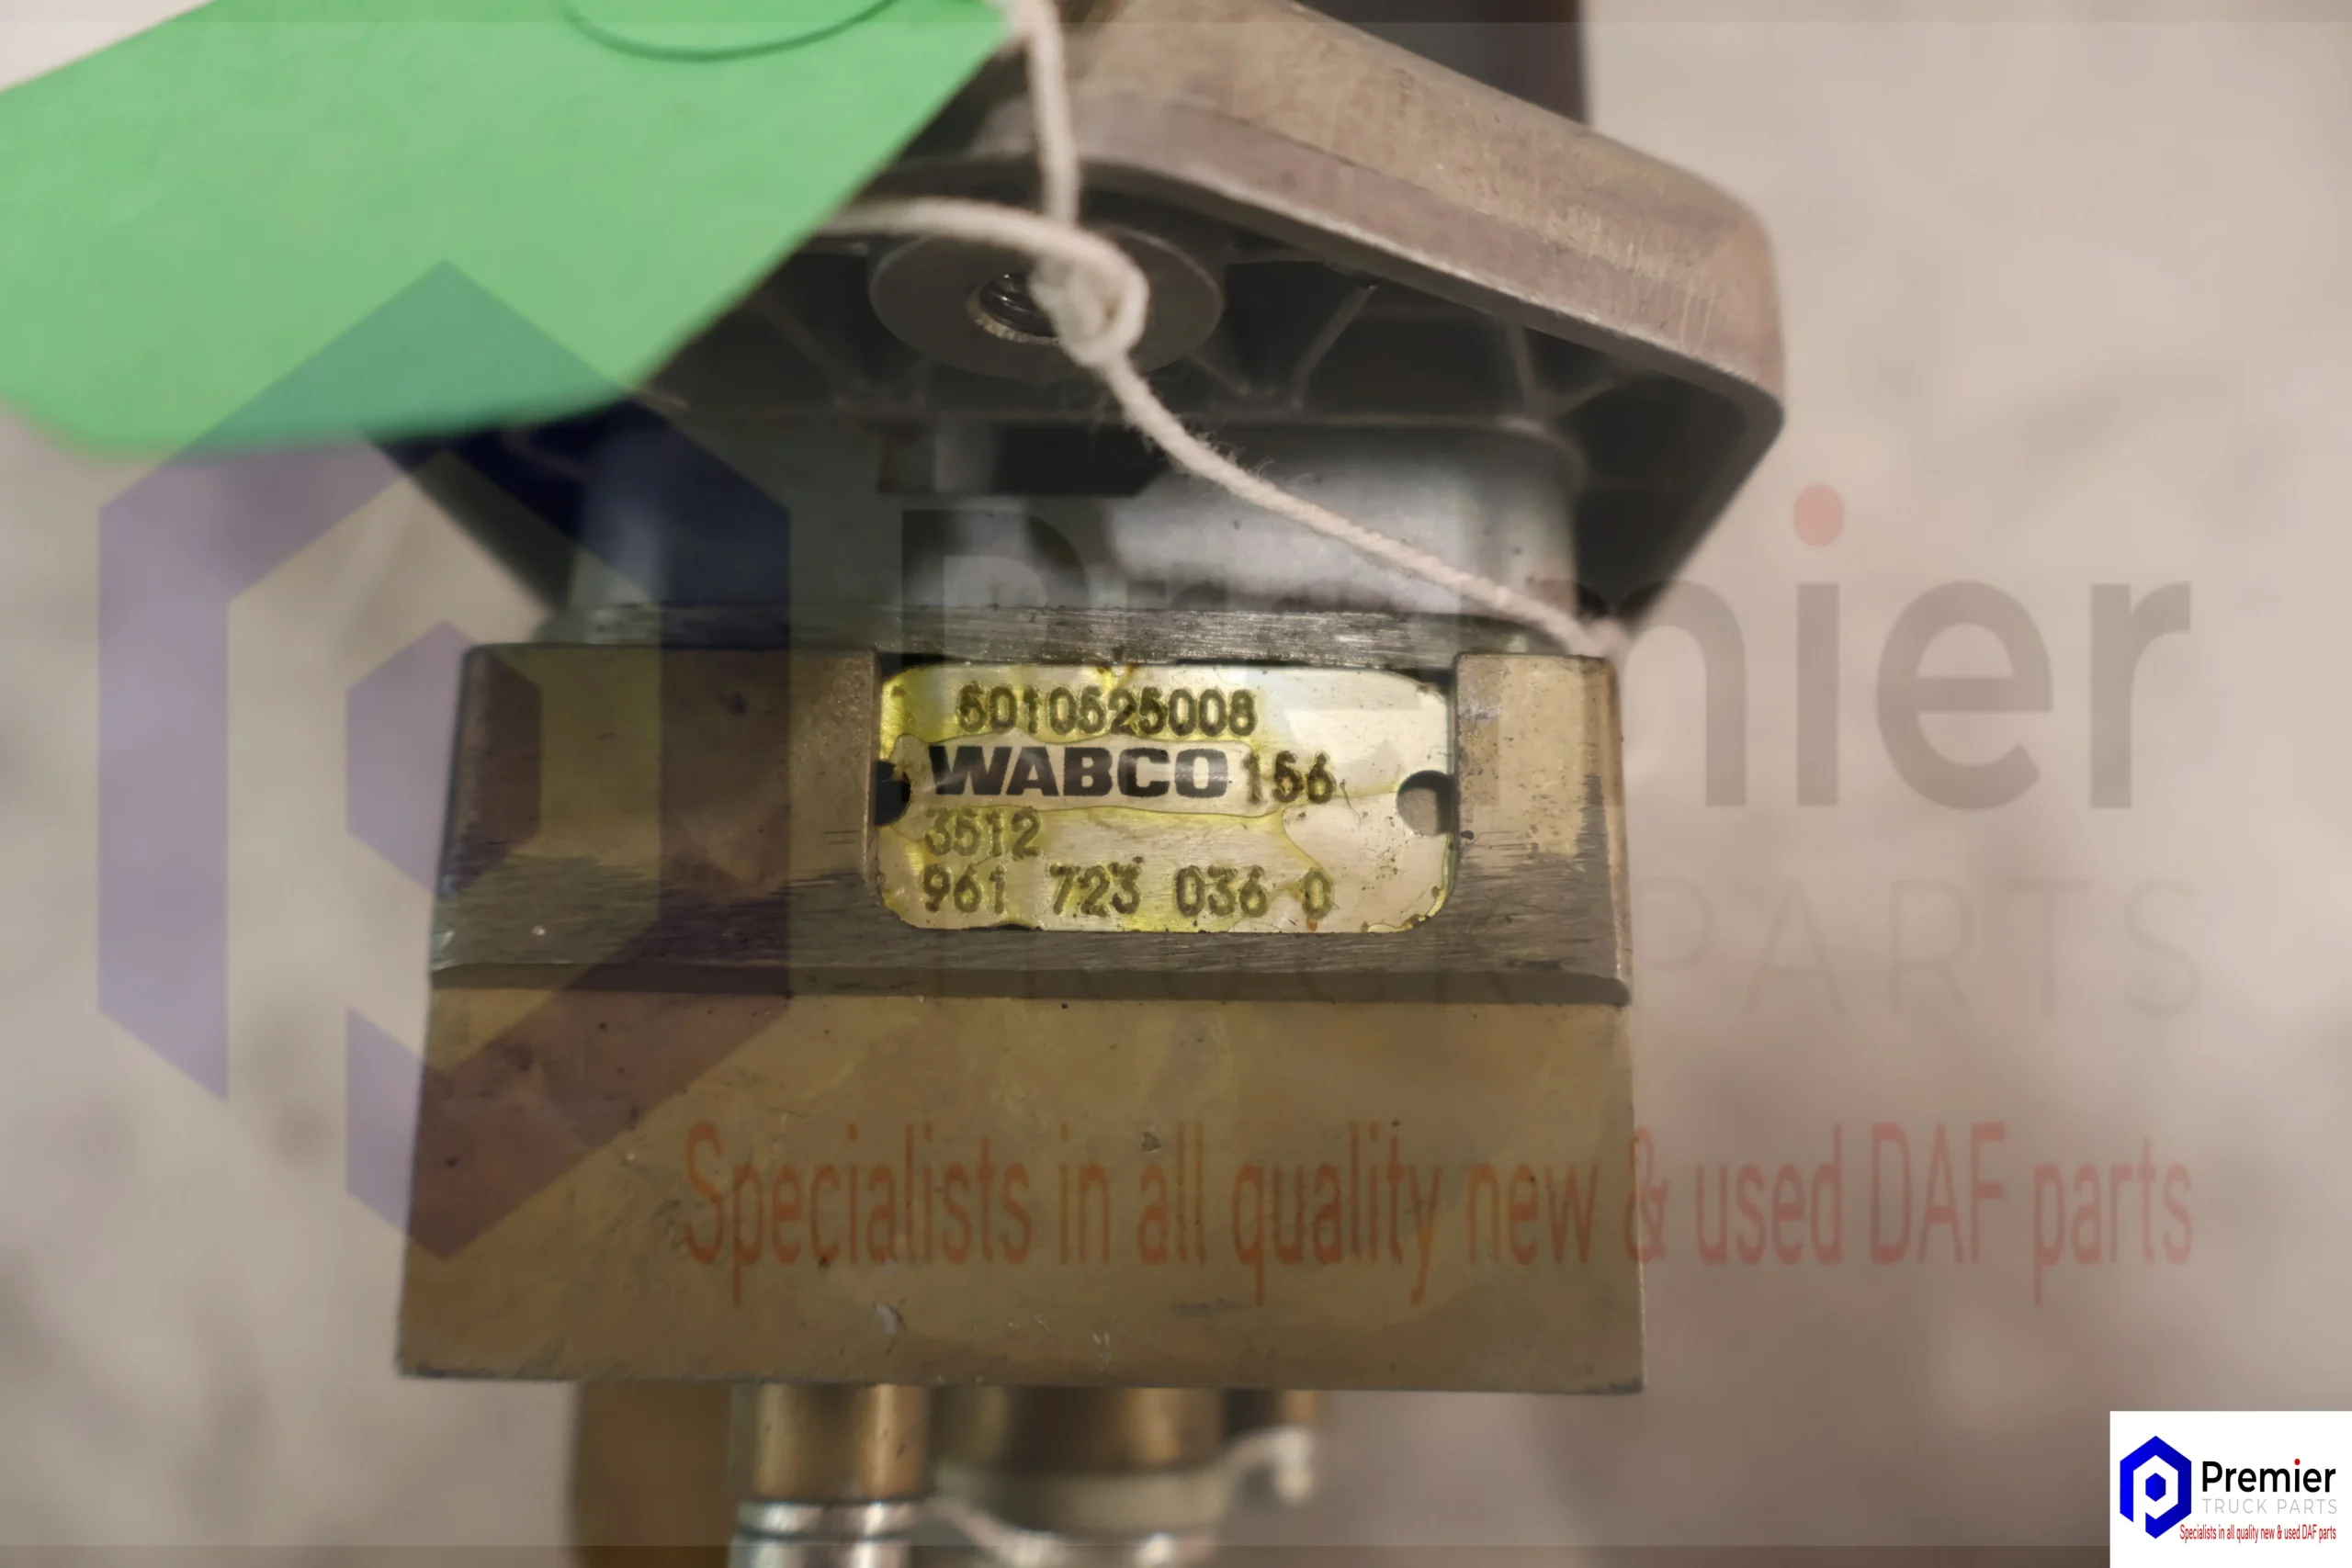 5010525008
WABCO 156
3512
961 723 036 0
Premier
TRUCK PARTS
Specialists in all quality new & used DAF parts
Premier
TRUCK PARTS
Specialists in all quality new & used DAF parts